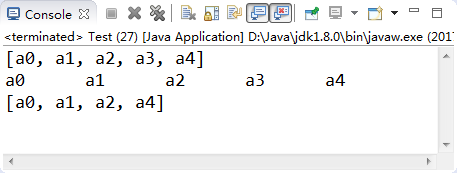 Console
<terminated> Test (27) [Java Application] D:\Java\jdk1.8.0\bin\javaw.exe (2017
[a0, a1, a2, a3, a4]
a0 a1 a2 a3 a4
[a0, a1, a2, a4]